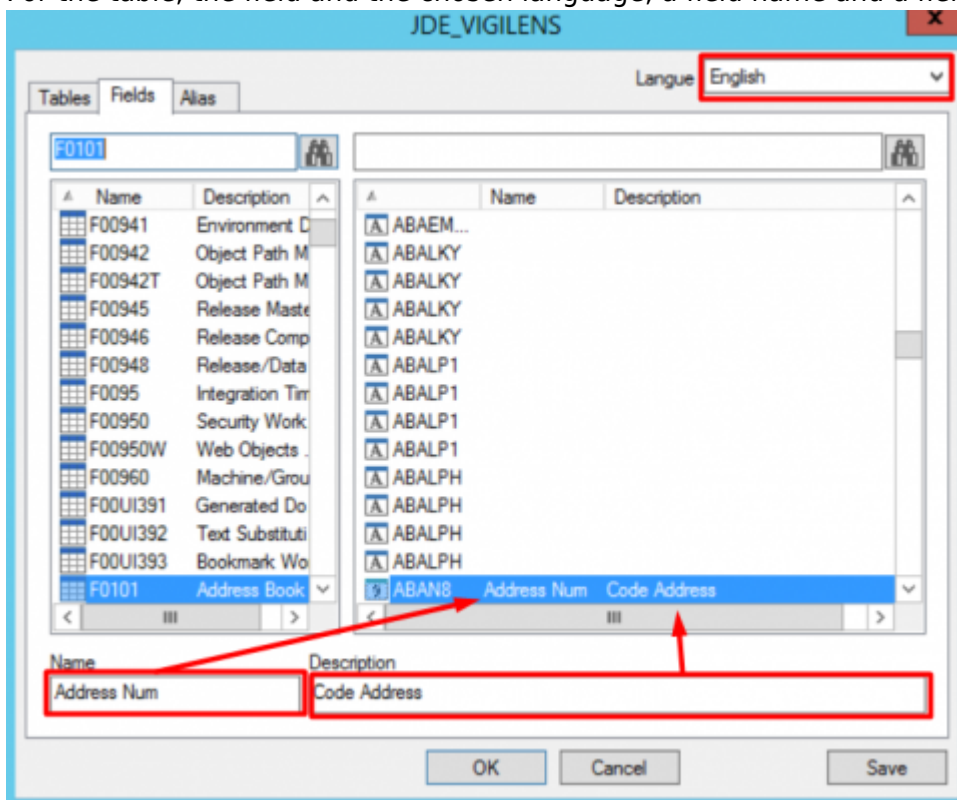 For the table, the field and the chosen language, a field name and a
JDE_VIGILENS
x
Langue English
Tables Fields Alias
F0101
Name Description Name Description
F00941 Environment D ABAEM...
F00942 Object Path M ABALKY
F00942T Object Path M ABALKY
F00945 Release Maste ABALKY
F00946 Release Comp ABALKY
F00948 Release/Data ABALP1
F0095 Integration Tim ABALP1
F00950 Security Work ABALP1
F00950W Web Objects . ABALP1
F00960 Machine/Grou ABALPH
F00UI391 Generated Do ABALPH
F00UI392 Text Substituti ABALPH
F00UI393 Bookmark Wo ABALPH
F0101 Address Book ABAN8 Address Num Code Address
Name Description
Address Num Code Address
OK Cancel Save